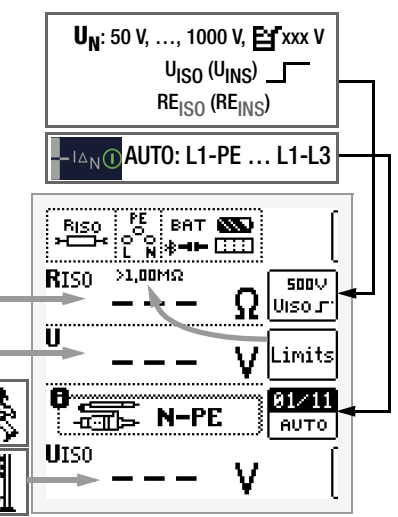 UN: 50 V, …, 1000 V, xxx V
UISO (UINS)
REISO (REINS)
IΔN AUTO: L1-PE … L1-L3
RISO PE L N BAT
RISO >1,00MΩ --- Ω 500V UISO
U --- V Limits
N-PE 01/11 AUTO
UISO --- V